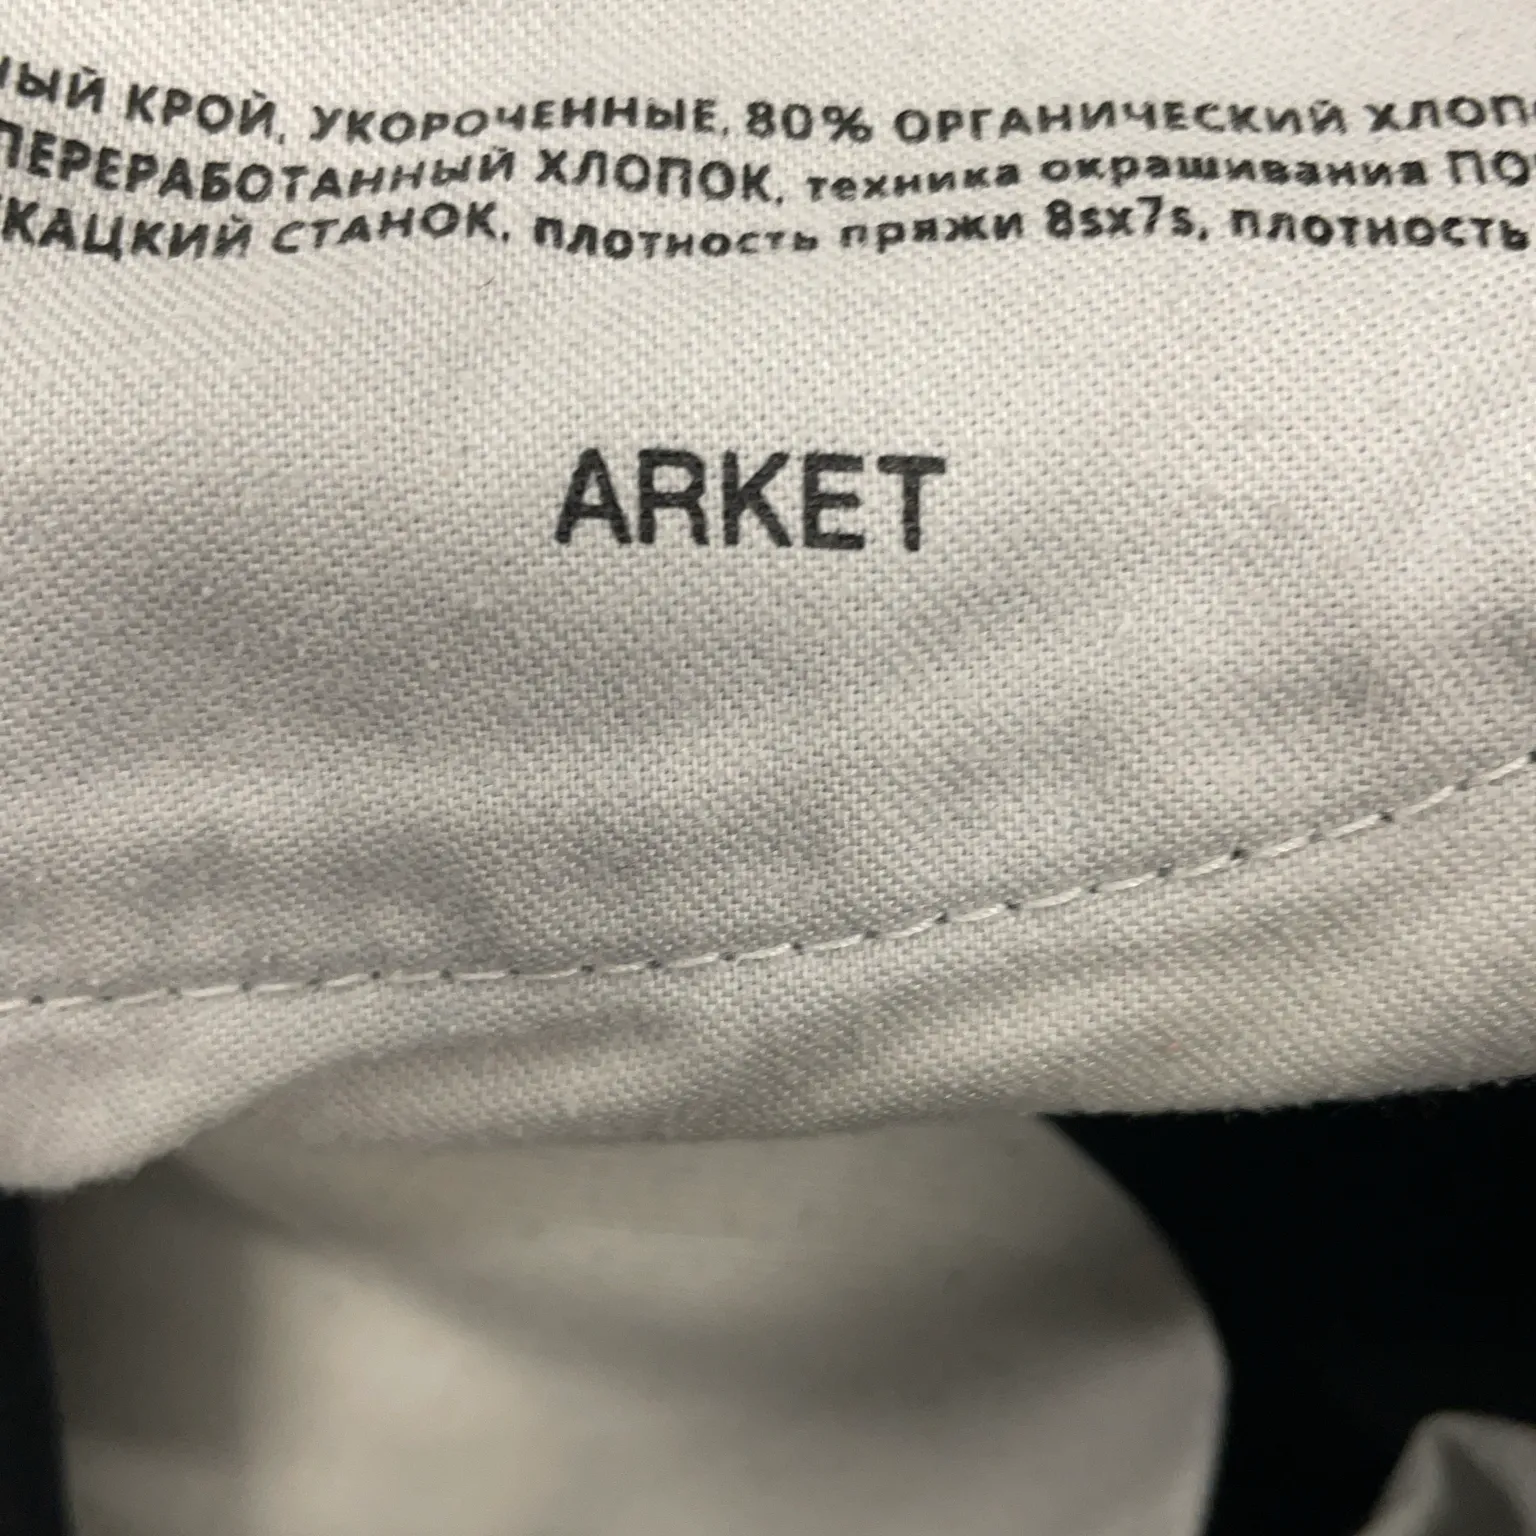 КРОЙ, УКОРОЧЕННЫЕ, 80% ОРГАНИЧЕСКИЙ
ПЕРЕРАБОТАННЫЙ ХЛОПОК, техника окрашивания
СТАНОК, плотность пряжи 8sx7s, плотность
ARKET